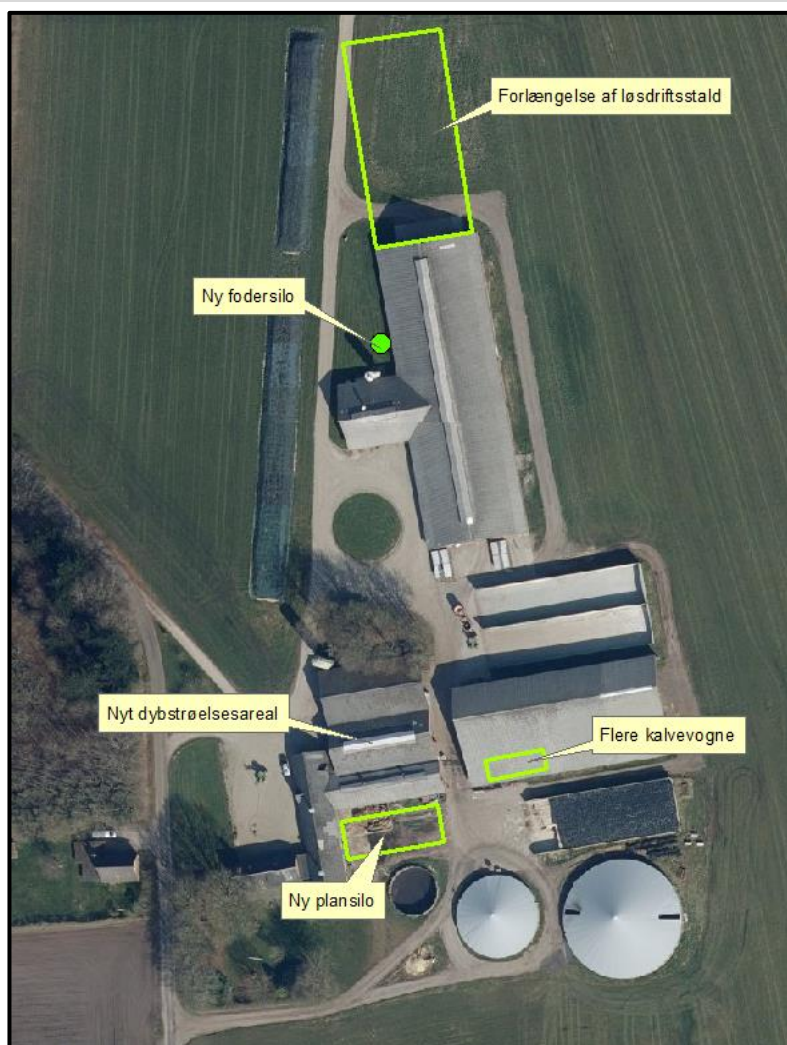 Forlængelse af løsdriftsstald
Ny fodersilo
Nyt dybstrøelsesareal
Flere kalvevogne
Ny plansilo